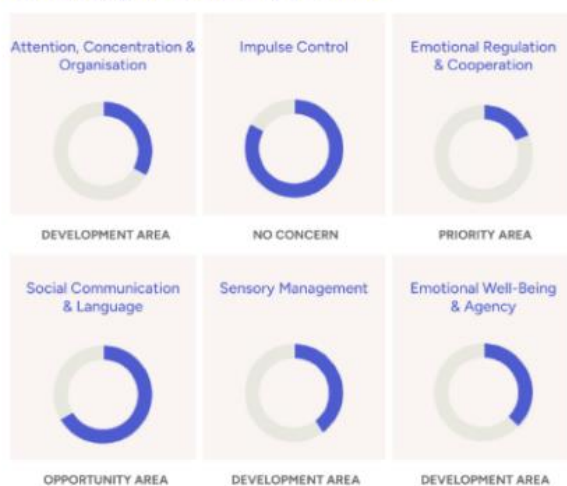 Attention, Concentration &
Organisation
DEVELOPMENT AREA
Impulse Control
NO CONCERN
Emotional Regulation
& Cooperation
PRIORITY AREA
Social Communication
& Language
OPPORTUNITY AREA
Sensory Management
DEVELOPMENT AREA
Emotional Well-Being
& Agency
DEVELOPMENT AREA